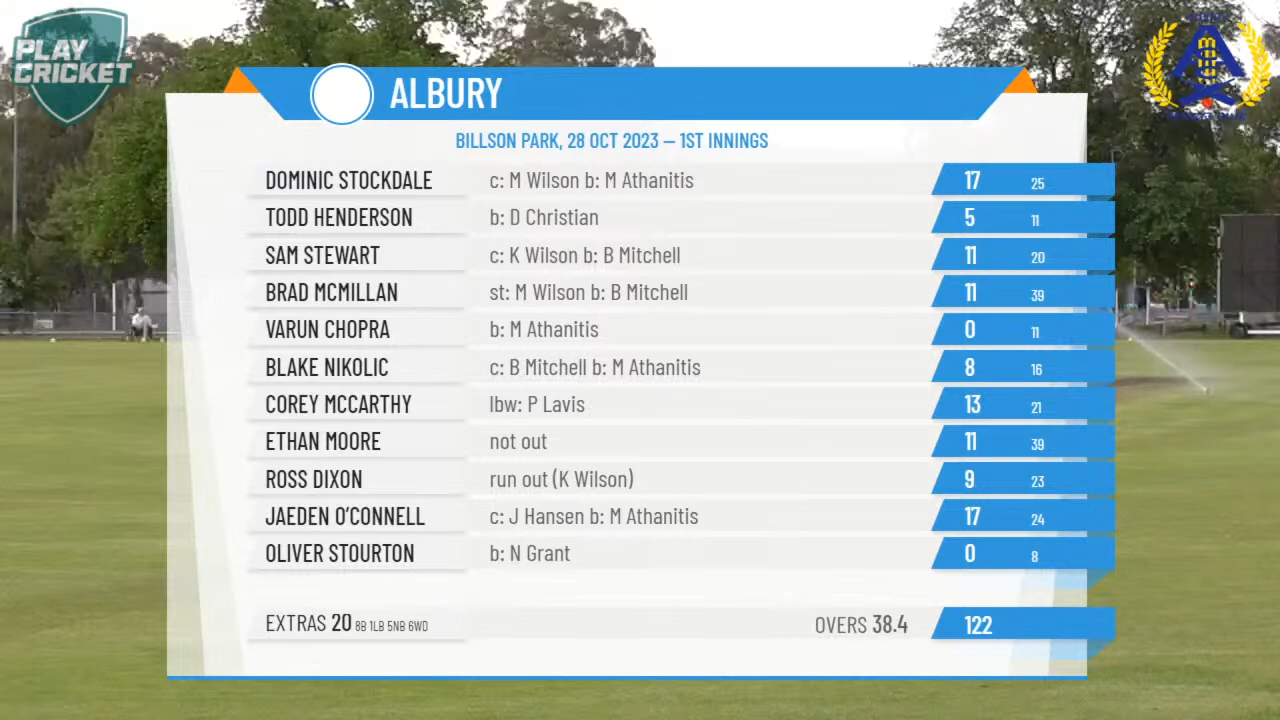 PLAY
CRICKET
ALBURY
BILLSON PARK, 28 OCT 2023 – 1ST INNINGS
DOMINIC STOCKDALE c: M Wilson b: M Athanitis 17 25
TODD HENDERSON b: D Christian 5 11
SAM STEWART c: K Wilson b: B Mitchell 11 20
BRAD MCMILLAN st: M Wilson b: B Mitchell 11 39
VARUN CHOPRA b: M Athanitis 0 11
BLAKE NIKOLIC c: B Mitchell b: M Athanitis 8 16
COREY MCCARTHY lbw: P Lavis 13 21
ETHAN MOORE not out 11 39
ROSS DIXON run out (K Wilson) 9 23
JAEDEN O'CONNELL c: J Hansen b: M Athanitis 17 24
OLIVER STOURTON b: N Grant 0 8
EXTRAS 20 8B 1LB 5NB 6WD OVERS 38.4 122